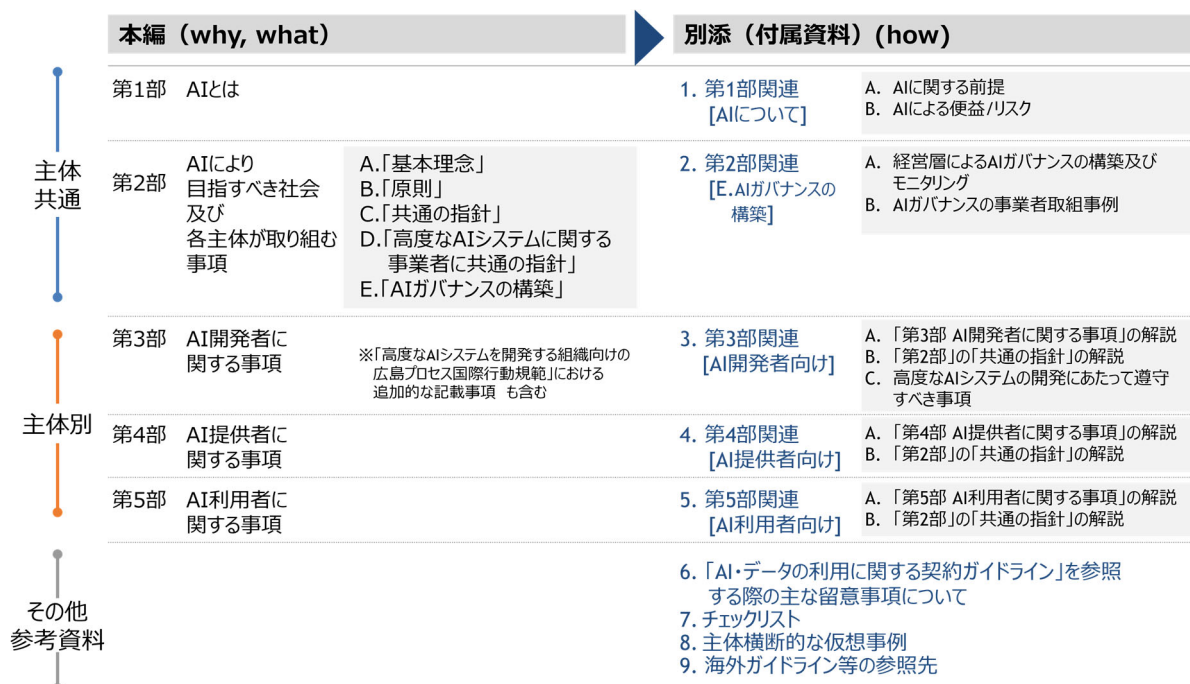 本編（why, what）
別添（付属資料）(how)
主体
共通
第1部 AIとは
1. 第1部関連
[AIについて]
A. AIに関する前提
B. AIによる便益/リスク
第2部
AIにより
目指すべき社会
及び
各主体が取り組む
事項
A.「基本理念」
B.「原則」
C.「共通の指針」
D.「高度なAIシステムに関する
事業者に共通の指針」
E.「AIガバナンスの構築」
2. 第2部関連
[E.AIガバナンスの
構築]
A. 経営層によるAIガバナンスの構築及び
モニタリング
B. AIガバナンスの事業者取組事例
主体別
第3部 AI開発者に
関する事項
※「高度なAIシステムを開発する組織向けの
広島プロセス国際行動規範」における
追加的な記載事項 も含む
3. 第3部関連
[AI開発者向け]
A. 「第3部 AI開発者に関する事項」の解説
B. 「第2部」の「共通の指針」の解説
C. 高度なAIシステムの開発にあたって遵守
すべき事項
第4部 AI提供者に
関する事項
4. 第4部関連
[AI提供者向け]
A. 「第4部 AI提供者に関する事項」の解説
B. 「第2部」の「共通の指針」の解説
第5部 AI利用者に
関する事項
5. 第5部関連
[AI利用者向け]
A. 「第5部 AI利用者に関する事項」の解説
B. 「第2部」の「共通の指針」の解説
その他
参考資料
6. 「AI・データの利用に関する契約ガイドライン」を参照
する際の主な留意事項について
7. チェックリスト
8. 主体横断的な仮想事例
9. 海外ガイドライン等の参照先